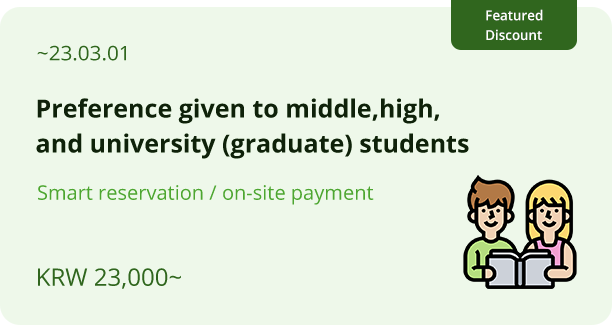 Featured
Discount
~23.03.01
Preference given to middle,high,
and university (graduate) students
Smart reservation / on-site payment
KRW 23,000~